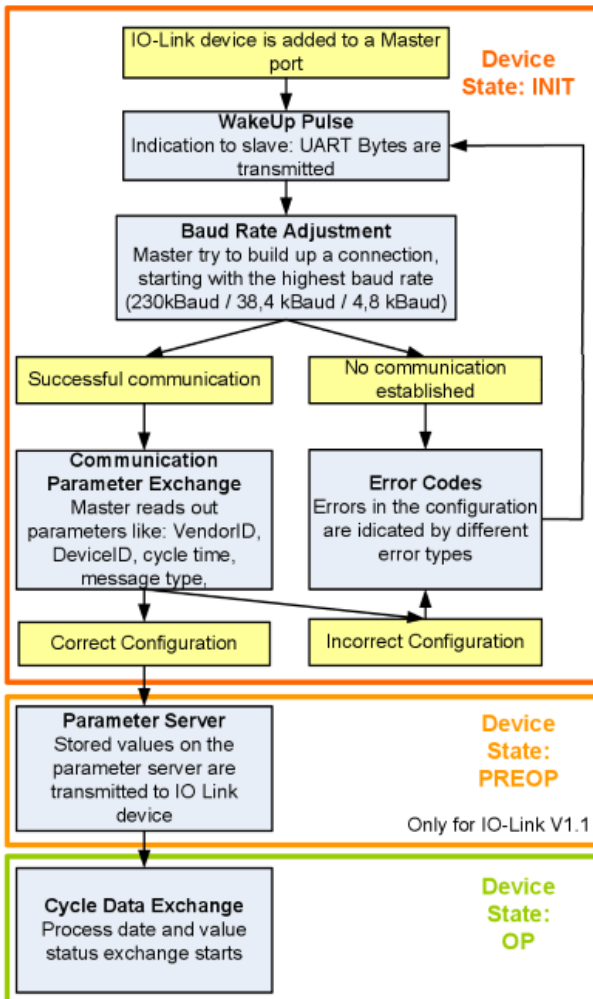 IO-Link device is added to a Master
port
Device
State: INIT
WakeUp Pulse
Indication to slave: UART Bytes are
transmitted
Baud Rate Adjustment
Master try to build up a connection,
starting with the highest baud rate
(230kBaud / 38,4 kBaud / 4,8 kBaud)
Successful communication
No communication
established
Communication
Parameter Exchange
Master reads out
parameters like: VendorID,
DeviceID, cycle time,
message type,
Error Codes
Errors in the configuration
are idicated by different
error types
Correct Configuration
Incorrect Configuration
Parameter Server
Stored values on the
parameter server are
transmitted to IO Link
device
Device
State:
PREOP
Only for IO-Link V1.1
Cycle Data Exchange
Process date and value
status exchange starts
Device
State:
OP